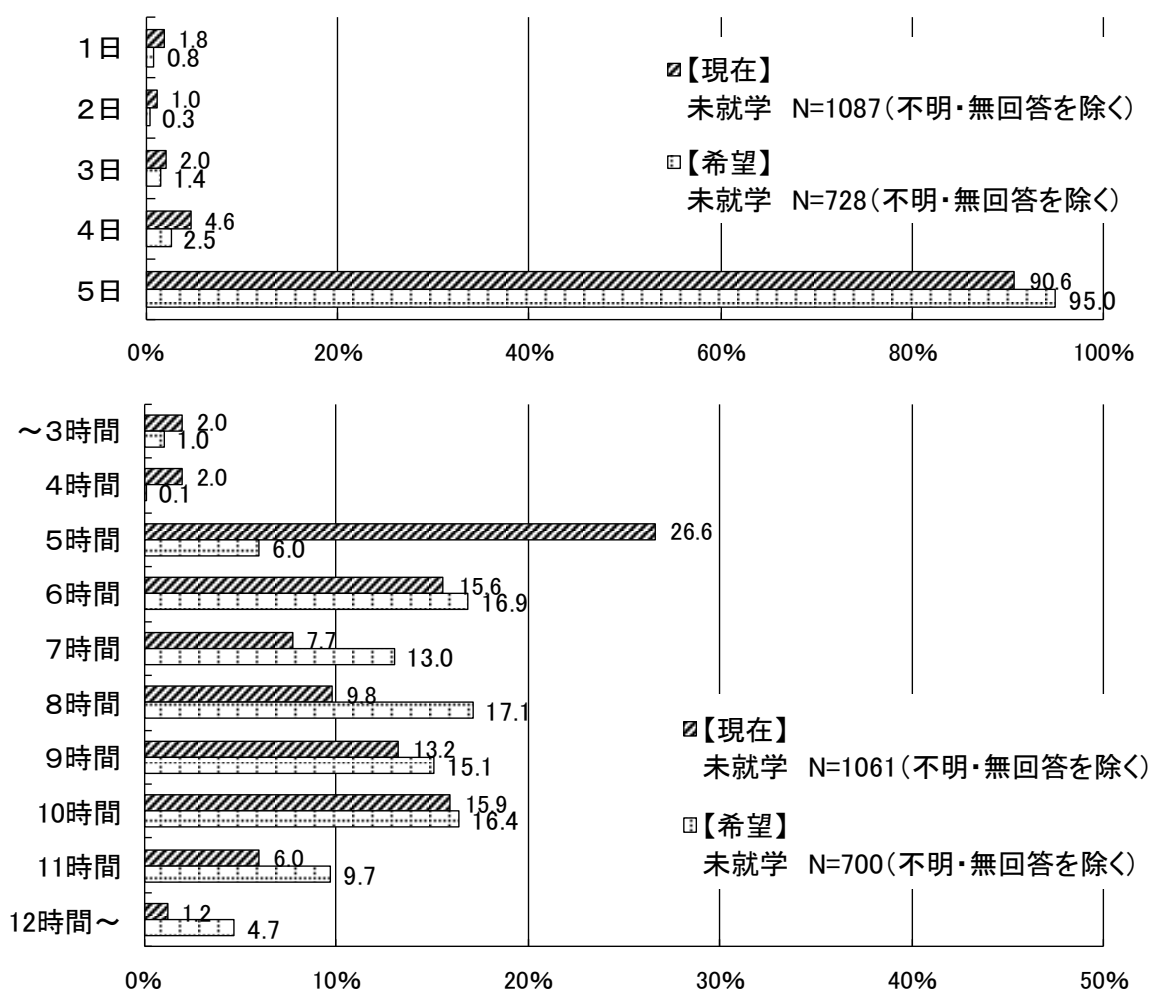 1日
1.8
0.8
2日
1.0
0.3
3日
2.0
1.4
4日
4.6
2.5
5日
90.6
95.0
【現在】
未就学 N=1087(不明・無回答を除く)
【希望】
未就学 N=728(不明・無回答を除く)
0% 20% 40% 60% 80% 100%
～3時間
2.0
1.0
4時間
2.0
0.1
5時間
26.6
6.0
6時間
15.6
16.9
7時間
7.7
13.0
8時間
9.8
17.1
9時間
13.2
15.1
10時間
15.9
16.4
11時間
6.0
9.7
12時間～
1.2
4.7
【現在】
未就学 N=1061(不明・無回答を除く)
【希望】
未就学 N=700(不明・無回答を除く)
0% 10% 20% 30% 40% 50%